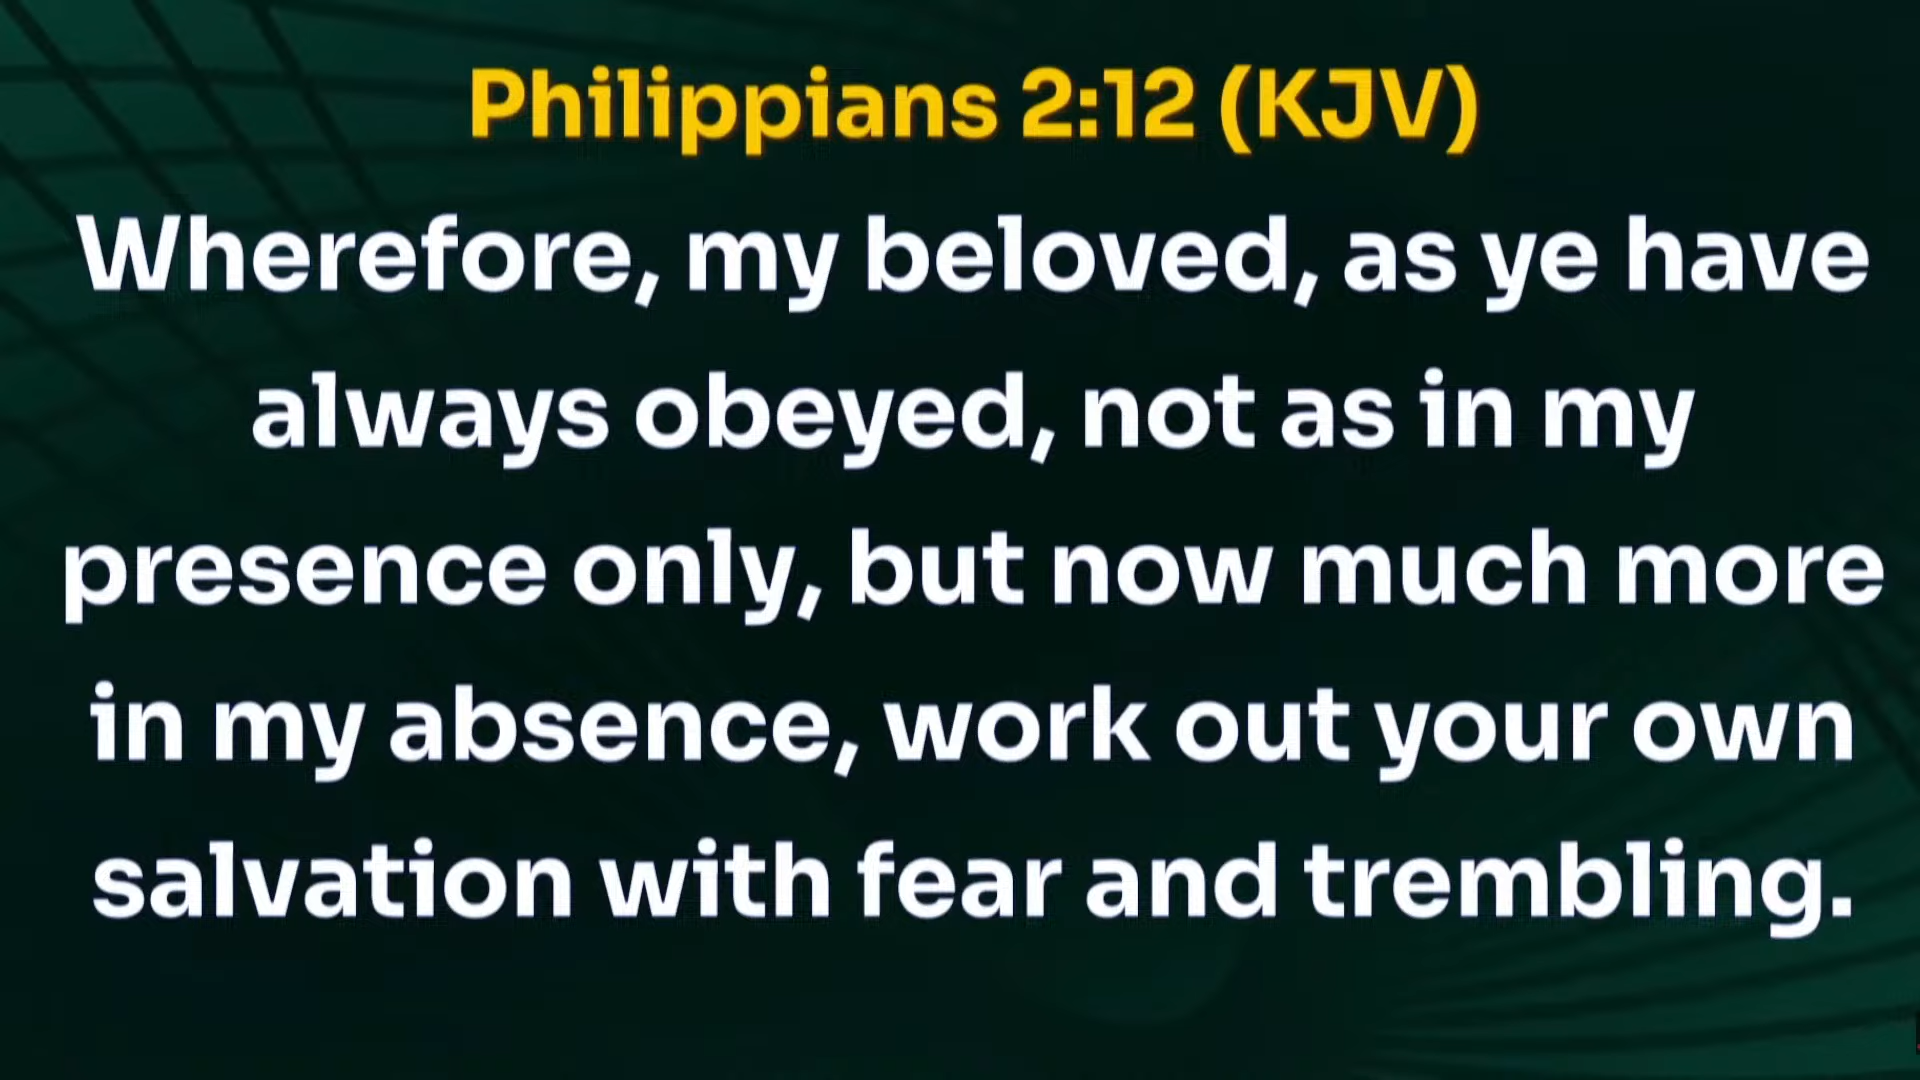 Philippians 2:12 (KJV)
Wherefore, my beloved, as ye have
always obeyed, not as in my
presence only, but now much more
in my absence, work out your own
salvation with fear and trembling.